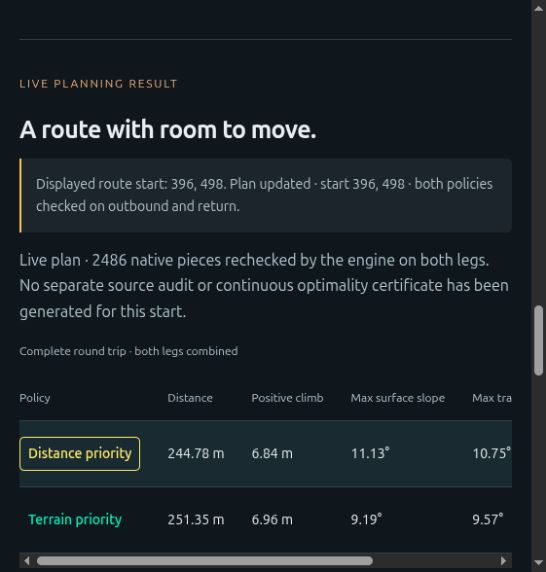 LIVE PLANNING RESULT
A route with room to move.
Displayed route start: 396, 498. Plan updated · start 396, 498 · both policies
checked on outbound and return.
Live plan · 2486 native pieces rechecked by the engine on both legs.
No separate source audit or continuous optimality certificate has been
generated for this start.
Complete round trip · both legs combined
Policy Distance Positive climb Max surface slope Max tra
Distance priority 244.78 m 6.84 m 11.13° 10.75°
Terrain priority 251.35 m 6.96 m 9.19° 9.57°